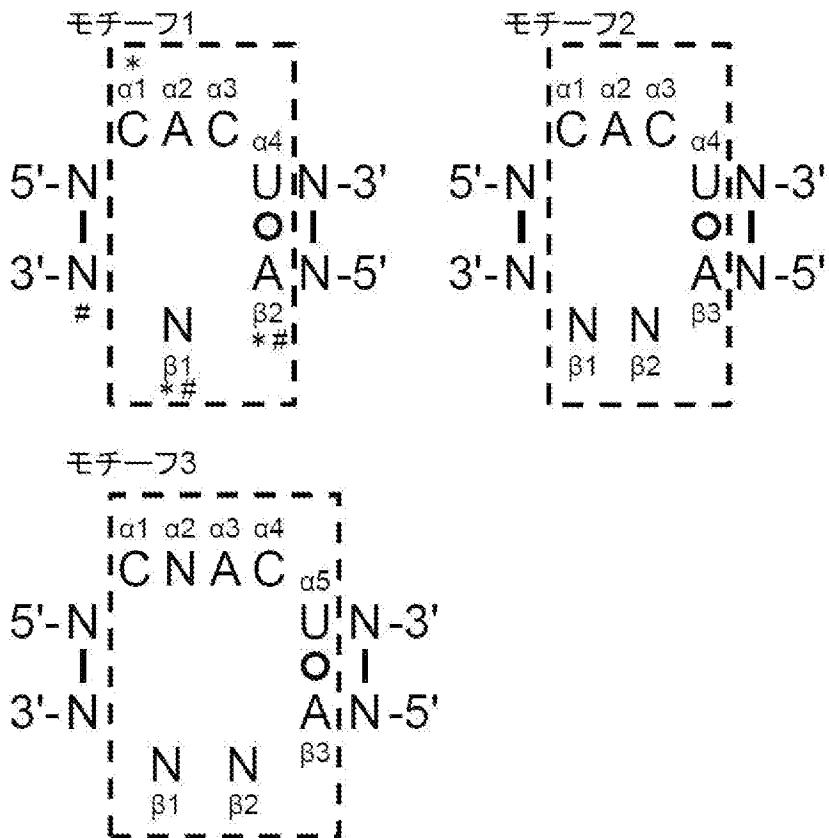 モチーフ1
*
α1 α2 α3
C A C α4
5'-N U N-3'
3'-N A N-5'
# N β2
β1 *#
*#
モチーフ2
α1 α2 α3
C A C α4
5'-N U N-3'
3'-N A N-5'
N N β3
β1 β2
モチーフ3
α1 α2 α3 α4
C N A C α5
5'-N U N-3'
3'-N A N-5'
N N β3
β1 β2